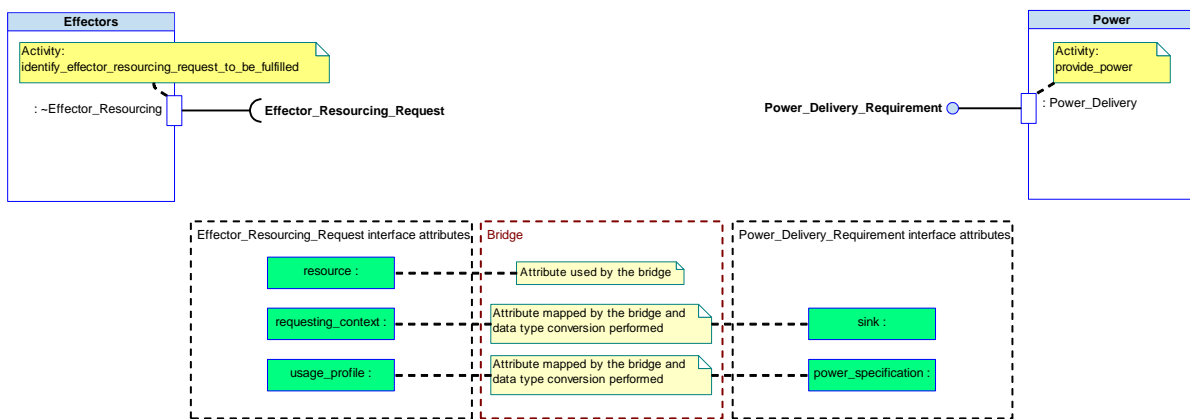 Effectors
Activity:
identify_effector_resourcing_request_to_be_fulfilled
: ~Effector_Resourcing
Effector_Resourcing_Request
Power
Activity:
provide_power
Power_Delivery_Requirement
: Power_Delivery
Effector_Resourcing_Request interface attributes
Bridge
Power_Delivery_Requirement interface attributes
resource :
Attribute used by the bridge
requesting_context :
Attribute mapped by the bridge and
data type conversion performed
sink :
usage_profile :
Attribute mapped by the bridge and
data type conversion performed
power_specification :